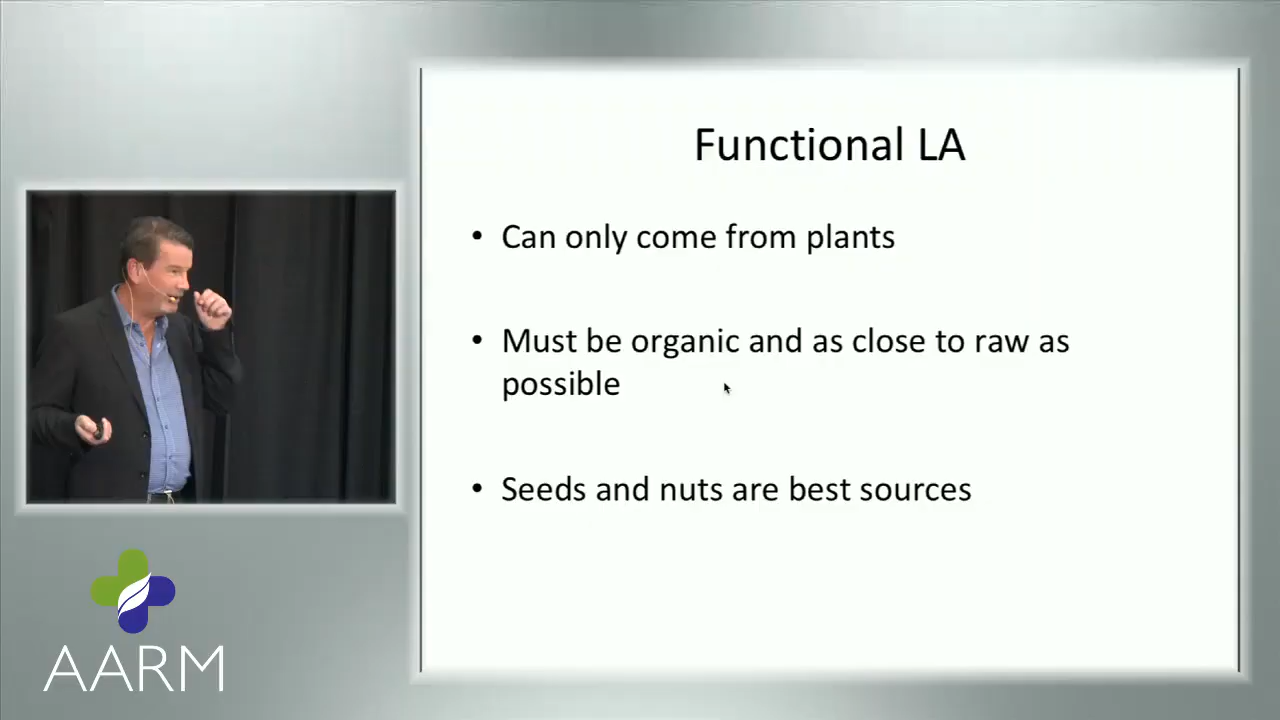 Functional LA
• Can only come from plants
• Must be organic and as close to raw as
possible
• Seeds and nuts are best sources
AARM